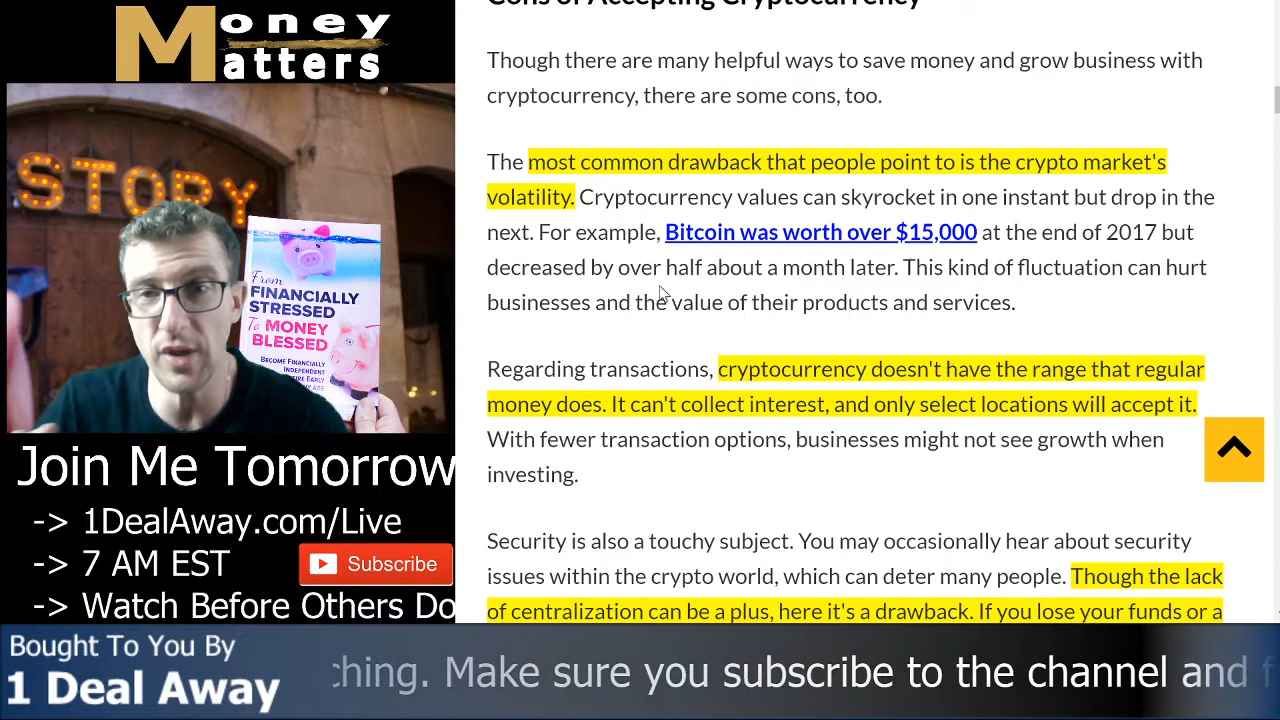 Money
Matters
STORY
From
FINANCIALLY
STRESSED
To MONEY
BLESSED
BECOME FINANCIALLY
INDEPENDENT
Join Me Tomorrow
-> 1DealAway.com/Live
-> 7 AM EST
Subscribe
-> Watch Before Others Do
Cons of Accepting Cryptocurrency
Though there are many helpful ways to save money and grow business with
cryptocurrency, there are some cons, too.
The most common drawback that people point to is the crypto market's
volatility. Cryptocurrency values can skyrocket in one instant but drop in the
next. For example, Bitcoin was worth over $15,000 at the end of 2017 but
decreased by over half about a month later. This kind of fluctuation can hurt
businesses and the value of their products and services.
Regarding transactions, cryptocurrency doesn't have the range that regular
money does. It can't collect interest, and only select locations will accept it.
With fewer transaction options, businesses might not see growth when
investing.
Security is also a touchy subject. You may occasionally hear about security
issues within the crypto world, which can deter many people. Though the lack
of centralization can be a plus, here it's a drawback. If you lose your funds or a
Bought To You By
1 Deal Away
ching. Make sure you subscribe to the channel and f